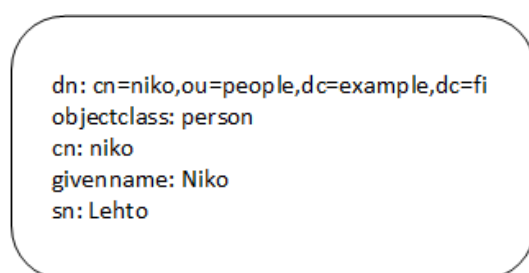 dn: cn=niko,ou=people,dc=example,dc=fi
objectclass: person
cn: niko
givenname: Niko
sn: Lehto